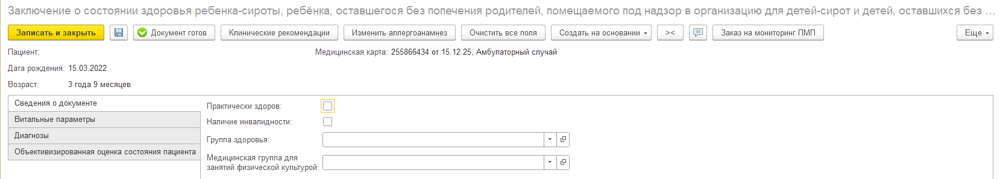 Заключение о состоянии здоровья ребенка-сироты, ребёнка, оставшегося без попечения родителей, помещаемого под надзор в организацию для детей-сирот и детей, оставшихся без ...
Записать и закрыть Документ готов Клинические рекомендации Изменить аллергоанамнез Очистить все поля Создать на основании >< Заказ на мониторинг ПМП Еще
Пациент: Медицинская карта: 255866434 от 15.12.25, Амбулаторный случай
Дата рождения: 15.03.2022
Возраст: 3 года 9 месяцев
Сведения о документе
Витальные параметры
Диагнозы
Объективизированная оценка состояния пациента
Практически здоров:
Наличие инвалидности:
Группа здоровья:
Медицинская группа для
занятий физической культурой: